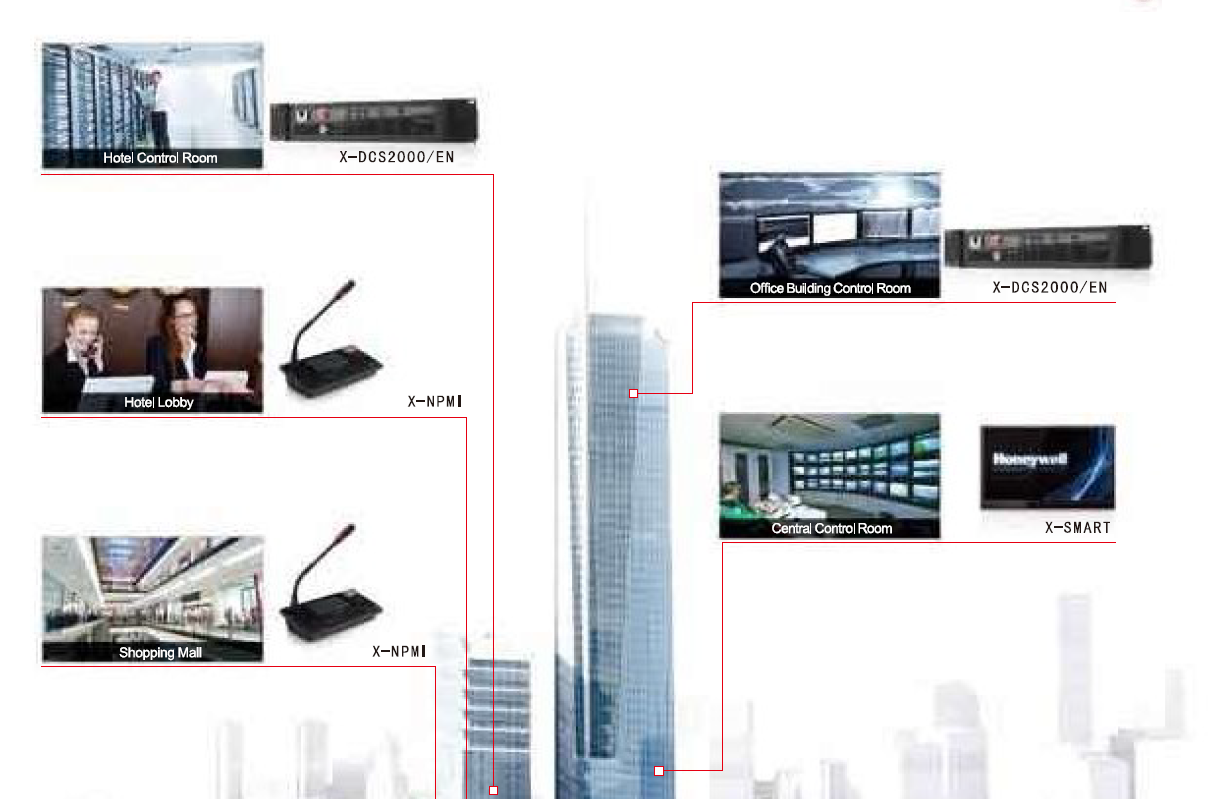 Hotel Control Room
X-DCS2000/EN
Office Building Control Room
X-DCS2000/EN
Hotel Lobby
X-NPMI
Honeywell
Central Control Room
X-SMART
Shopping Mall
X-NPMI